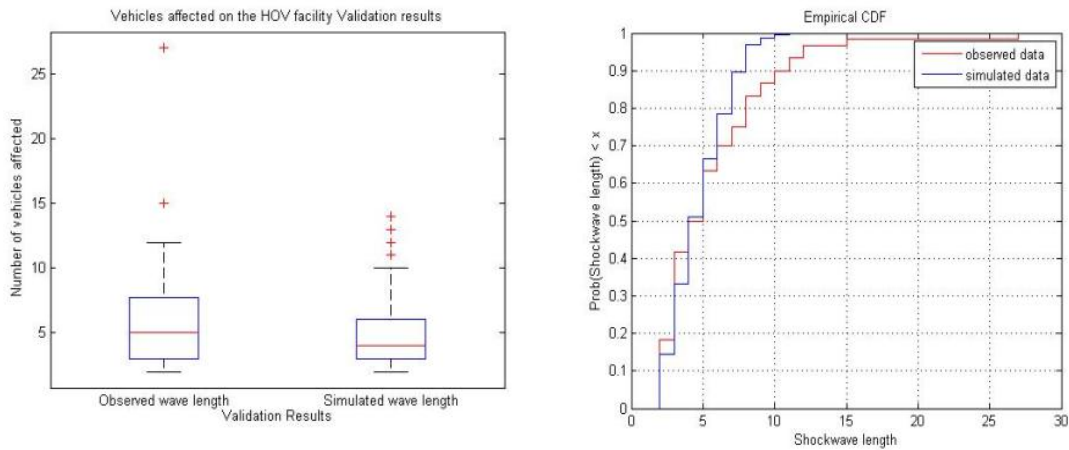 Vehicles affected on the HOV facility Validation results
25
20
15
10
5
Number of vehicles affected
Observed wave length
Simulated wave length
Validation Results
Empirical CDF
1
0.9
0.8
0.7
0.6
0.5
0.4
0.3
0.2
0.1
0
Prob(Shockwave length) < x
observed data
simulated data
0
5
10
15
20
25
30
Shockwave length